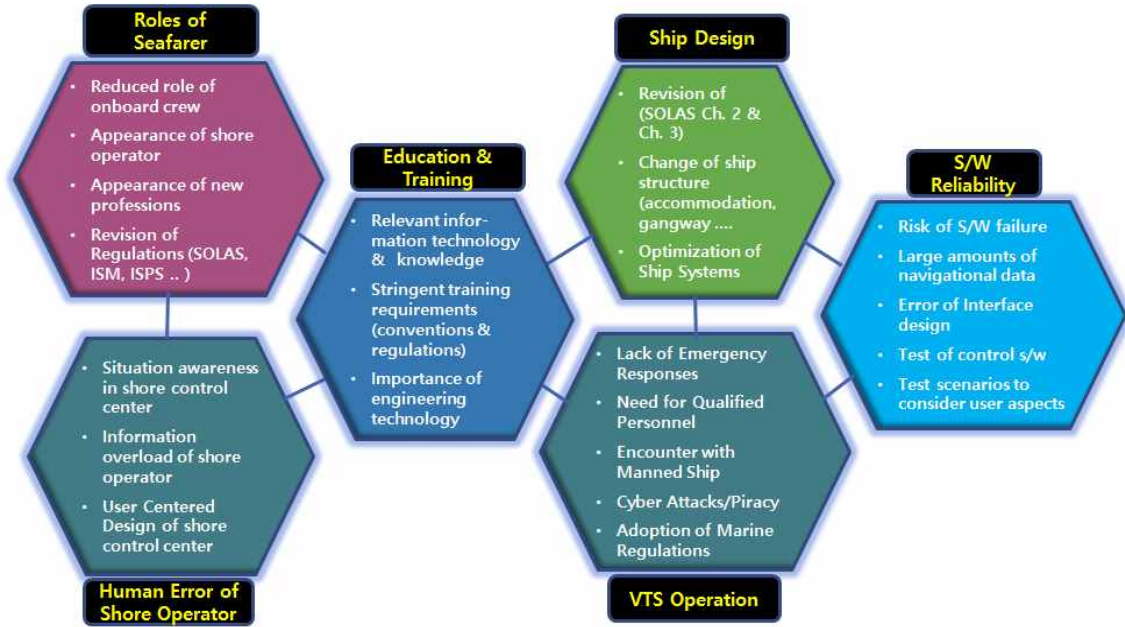 Roles of
Seafarer
• Reduced role of
onboard crew
• Appearance of shore
operator
• Appearance of new
professions
• Revision of
Regulations (SOLAS,
ISM, ISPS .. )
Education &
Training
• Relevant infor-
mation technology
& knowledge
• Stringent training
requirements
(conventions &
regulations)
• Importance of
engineering
technology
Ship Design
• Revision of
(SOLAS Ch. 2 &
Ch. 3)
• Change of ship
structure
(accommodation,
gangway ....
• Optimization of
Ship Systems
S/W
Reliability
• Risk of S/W failure
• Large amounts of
navigational data
• Error of Interface
design
• Test of control s/w
• Test scenarios to
consider user aspects
• Situation awareness
in shore control
center
• Information
overload of shore
operator
• User Centered
Design of shore
control center
Human Error of
Shore Operator
• Lack of Emergency
Responses
• Need for Qualified
Personnel
• Encounter with
Manned Ship
• Cyber Attacks/Piracy
• Adoption of Marine
Regulations
VTS Operation